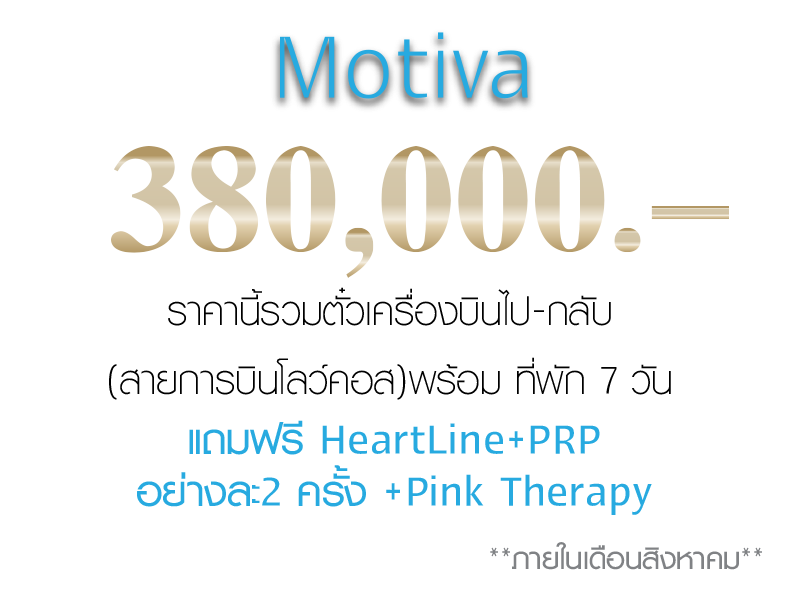 Motiva
380,000.–
ราคานี้รวมตั๋วเครื่องบินไป-กลับ
(สายการบินโลว์คอส)พร้อม ที่พัก 7 วัน
แถมฟรี HeartLine+PRP
อย่างละ2 ครั้ง +Pink Therapy
**ภายในเดือนสิงหาคม**